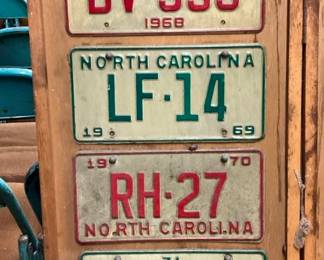 1968
NORTH CAROLINA
LF·14
19 69
19 70
RH·27
NORTH CAROLINA